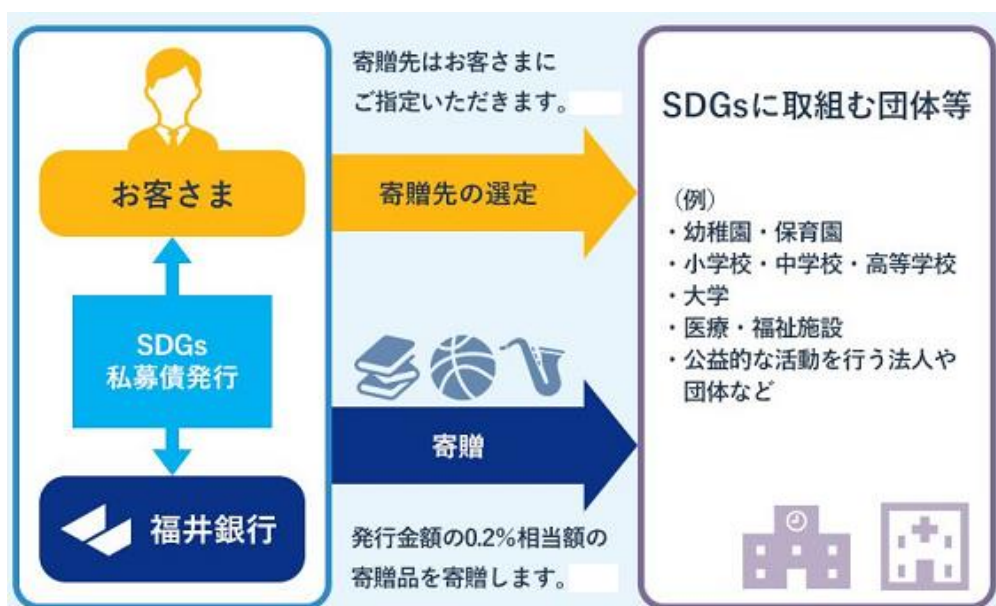 お客さま
SDGs
私募債発行
福井銀行
寄贈先はお客さまに
ご指定いただきます。
寄贈先の選定
寄贈
発行金額の0.2%相当額の
寄贈品を寄贈します。
SDGsに取組む団体等
（例）
・幼稚園・保育園
・小学校・中学校・高等学校
・大学
・医療・福祉施設
・公益的な活動を行う法人や
団体など